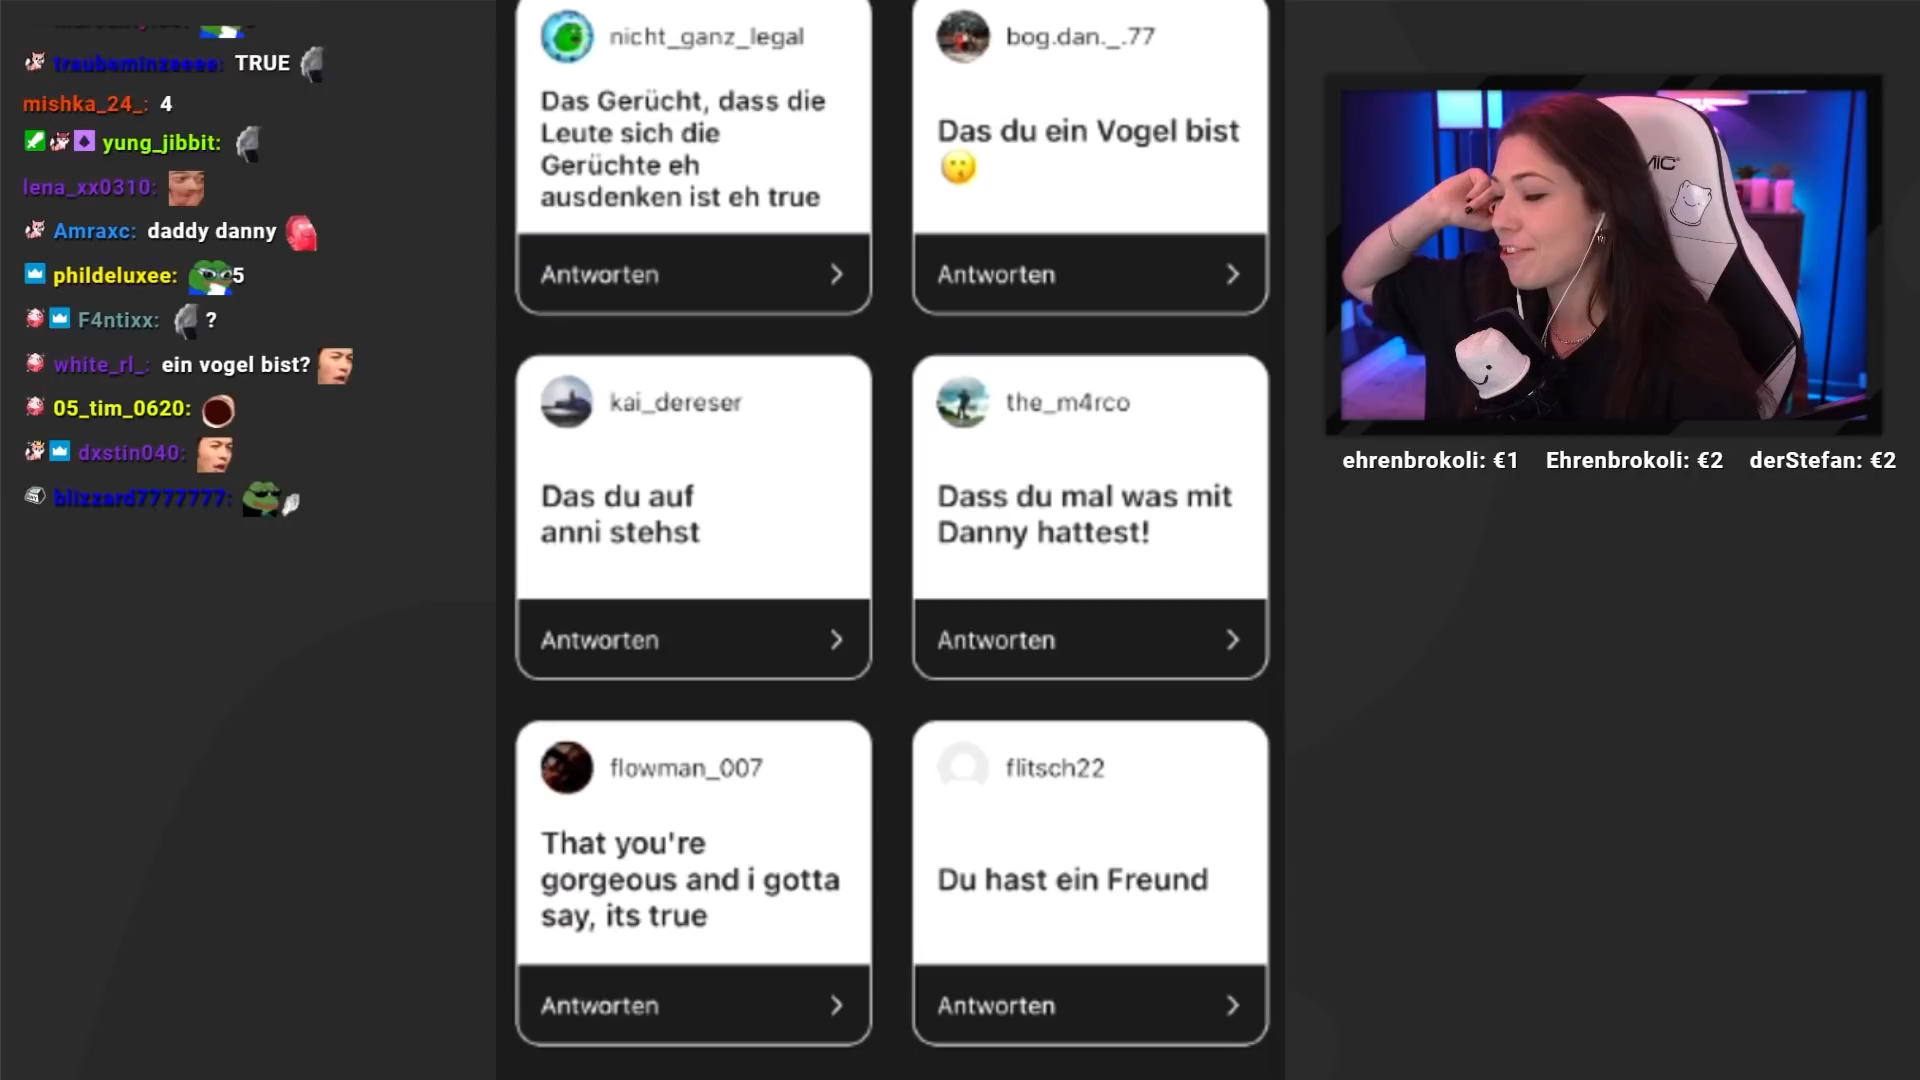 traubeminzeeee: TRUE
mishka_24_: 4
yung_jibbit:
lena_xx0310:
Amraxc: daddy danny
phildeluxee: 5
F4ntixx: ?
white_rl_: ein vogel bist?
05_tim_0620:
dxstin040:
blizzard7777777:
nicht_ganz_legal
Das Gerücht, dass die
Leute sich die
Gerüchte eh
ausdenken ist eh true
Antworten
bog.dan._.77
Das du ein Vogel bist
😗
Antworten
kai_dereser
Das du auf
anni stehst
Antworten
the_m4rco
Dass du mal was mit
Danny hattest!
Antworten
flowman_007
That you're
gorgeous and i gotta
say, its true
Antworten
flitsch22
Du hast ein Freund
Antworten
ehrenbrokoli: €1 Ehrenbrokoli: €2 derStefan: €2